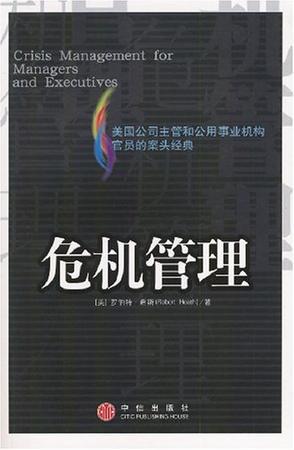 Crisis Management for
Managers
and Executives
美国公司主管和公用事业机构
官员的案头经典
危机管理
[美] 罗伯特·希斯(Robert Heath)/著
中信出版社
CITIC PUBLISHING HOUSE